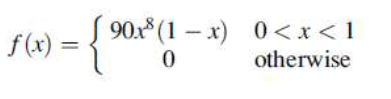 f(x) = { 90x⁸(1 − x) 0 < x < 1
0 otherwise